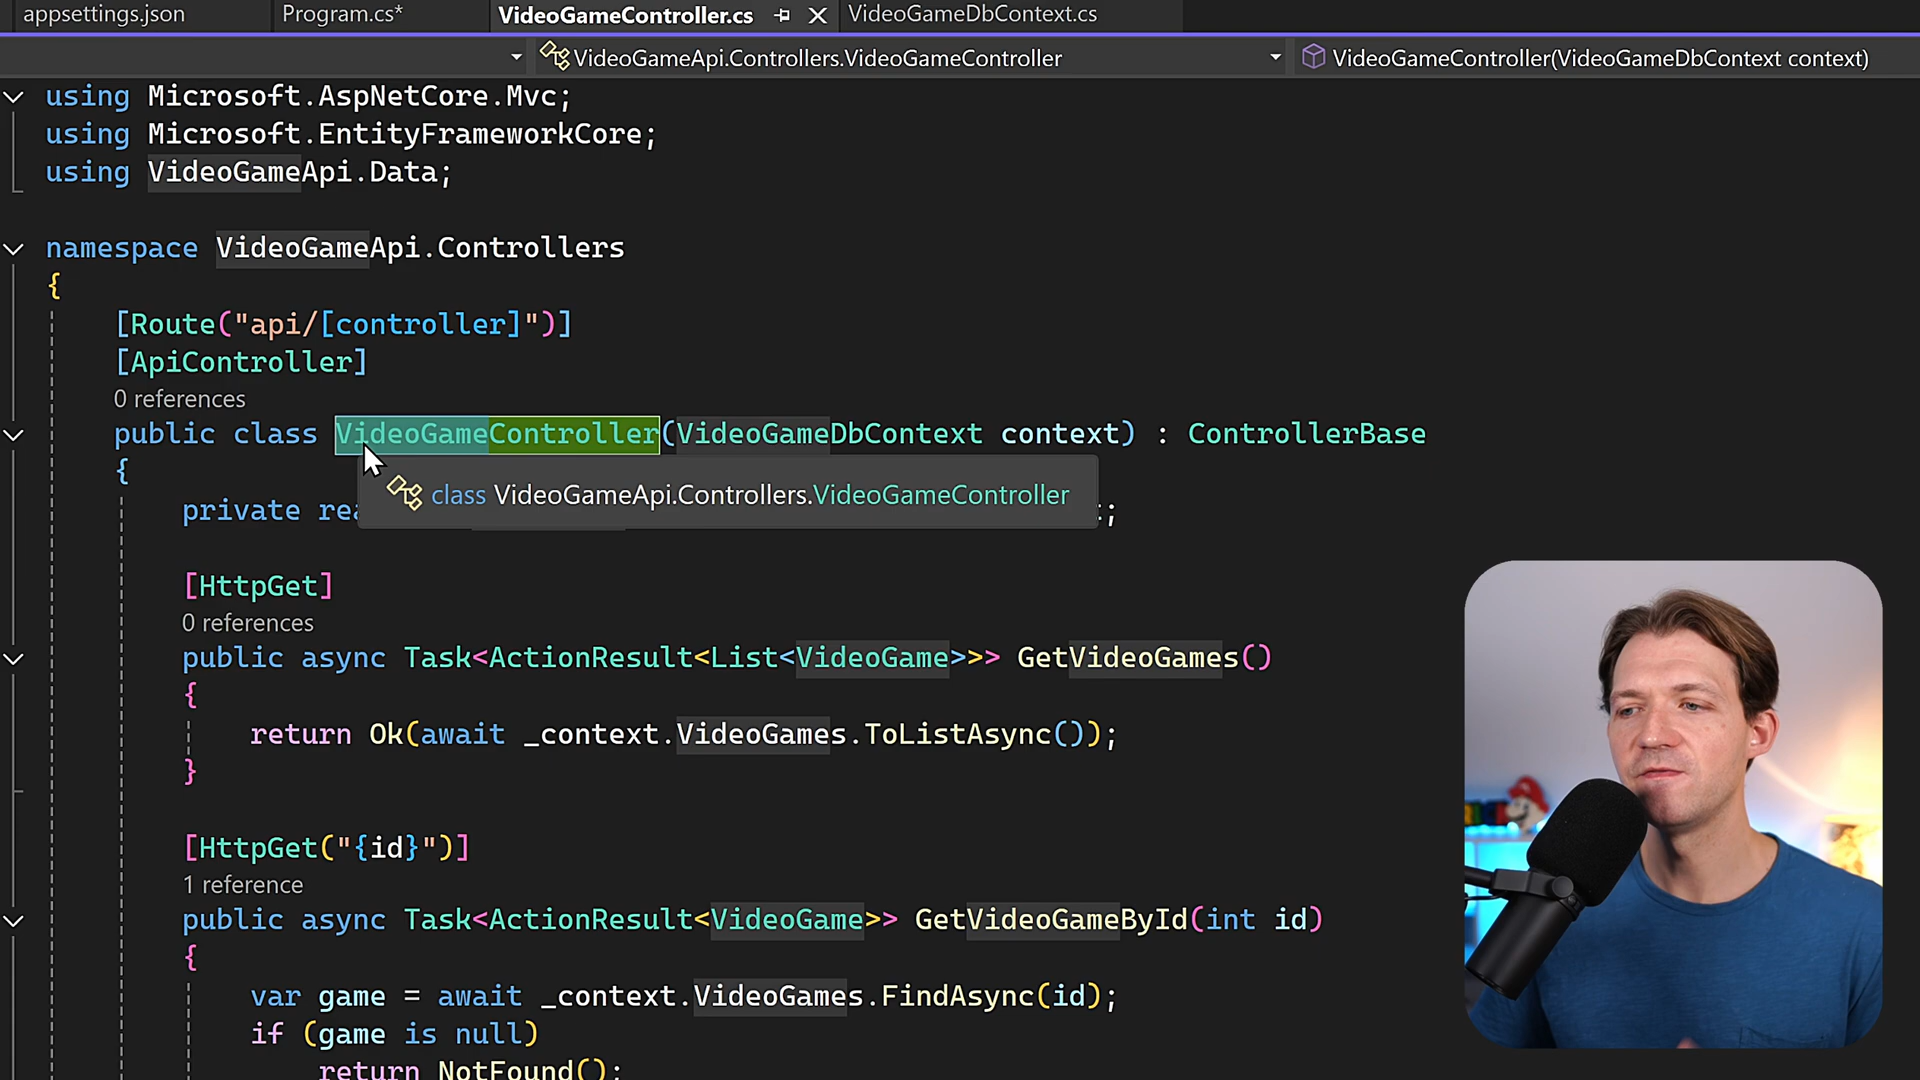 appsettings.json
Program.cs*
VideoGameController.cs
VideoGameDbContext.cs
VideoGameApi.Controllers.VideoGameController
VideoGameController(VideoGameDbContext context)
using Microsoft.AspNetCore.Mvc;
using Microsoft.EntityFrameworkCore;
using VideoGameApi.Data;
namespace VideoGameApi.Controllers
{
[Route("api/[controller]")]
[ApiController]
0 references
public class VideoGameController(VideoGameDbContext context) : ControllerBase
{
class VideoGameApi.Controllers.VideoGameController
private rea ;
[HttpGet]
0 references
public async Task<ActionResult<List<VideoGame>>> GetVideoGames()
{
return Ok(await _context.VideoGames.ToListAsync());
}
[HttpGet("{id}")]
1 reference
public async Task<ActionResult<VideoGame>> GetVideoGameById(int id)
{
var game = await _context.VideoGames.FindAsync(id);
if (game is null)
return NotFound();